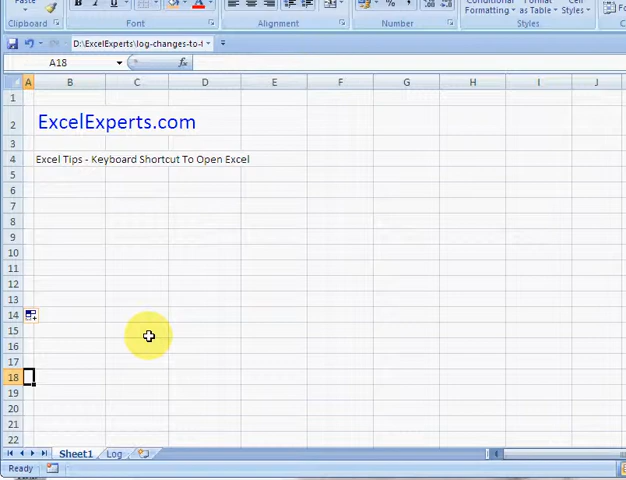 Paste
Conditional Format Cell
Formatting as Table Styles
Clipboard Font Alignment Number Styles
D:\ExcelExperts\log-changes-to-
A18 fx
A B C D E F G H I J
1
2 ExcelExperts.com
3
4 Excel Tips - Keyboard Shortcut To Open Excel
5
6
7
8
9
10
11
12
13
14
15
16
17
18
19
20
21
22
Sheet1 Log
Ready